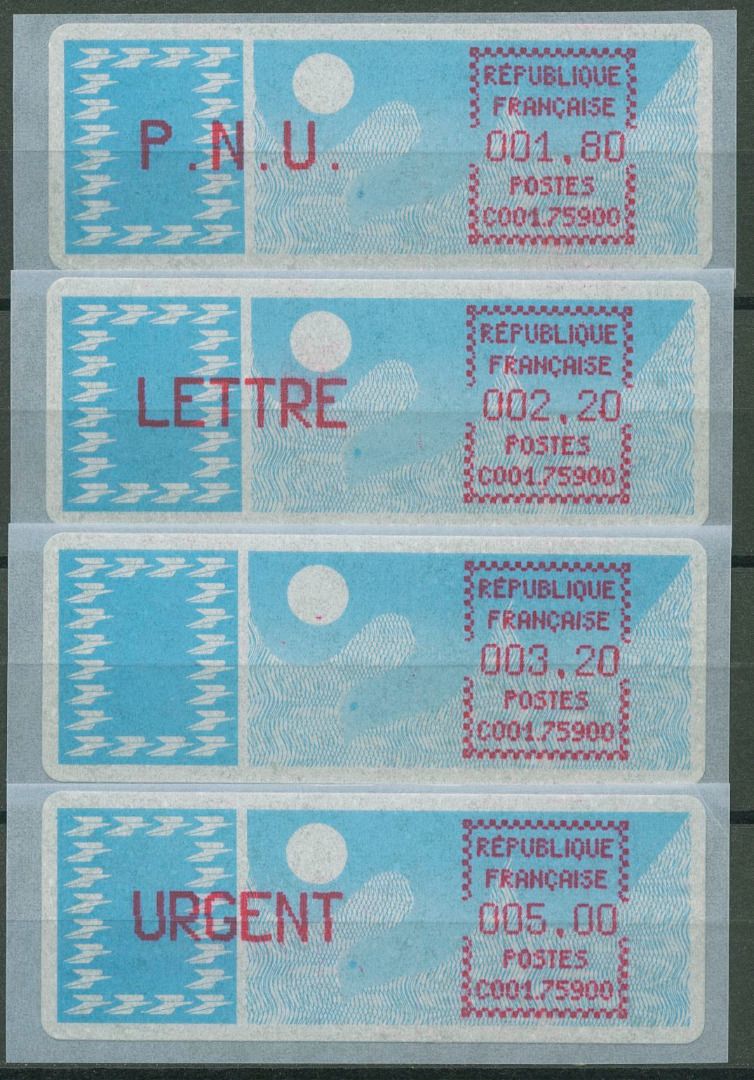 P.N.U.
RÉPUBLIQUE
FRANÇAISE
001,80
POSTES
C001.75900
LETTRE
RÉPUBLIQUE
FRANÇAISE
002,20
POSTES
C001.75900
RÉPUBLIQUE
FRANÇAISE
003,20
POSTES
C001.75900
URGENT
RÉPUBLIQUE
FRANÇAISE
005,00
POSTES
C001.75900